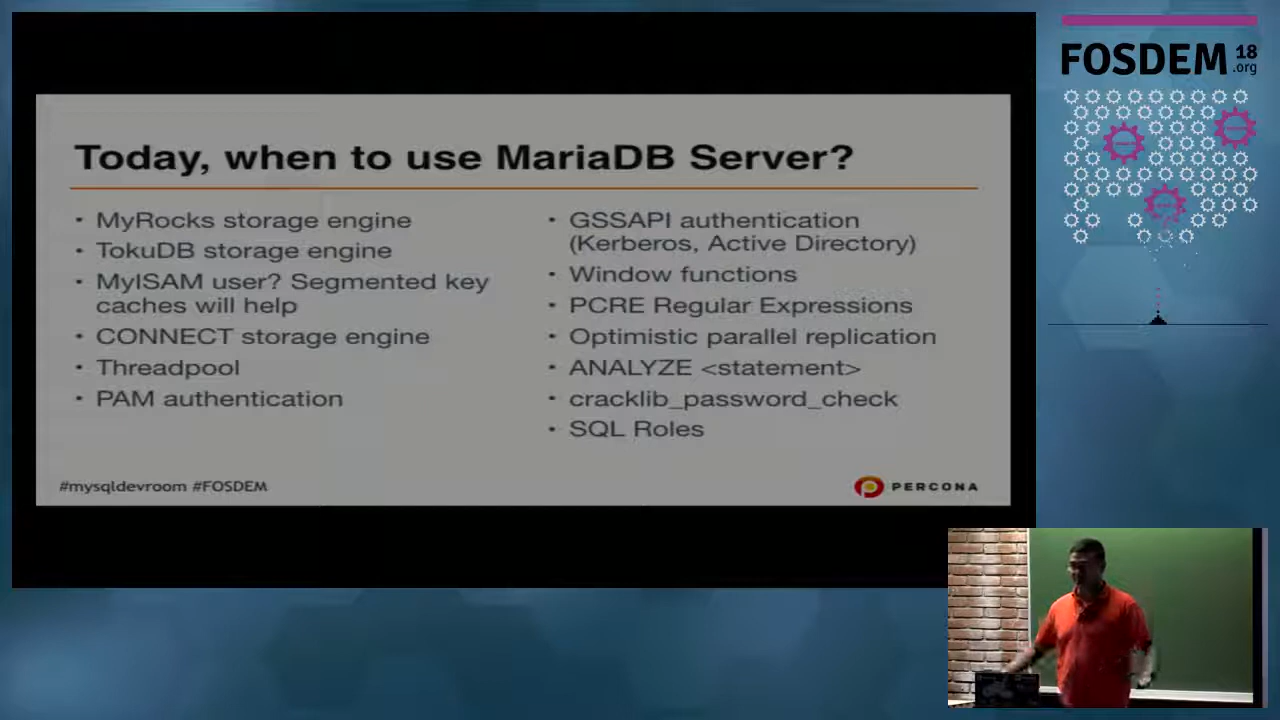 Today, when to use MariaDB Server?
• MyRocks storage engine
• TokuDB storage engine
• MyISAM user? Segmented key
caches will help
• CONNECT storage engine
• Threadpool
• PAM authentication
• GSSAPI authentication
(Kerberos, Active Directory)
• Window functions
• PCRE Regular Expressions
• Optimistic parallel replication
• ANALYZE <statement>
• cracklib_password_check
• SQL Roles
#mysqldevroom #FOSDEM
PERCONA
FOSDEM 18
.org